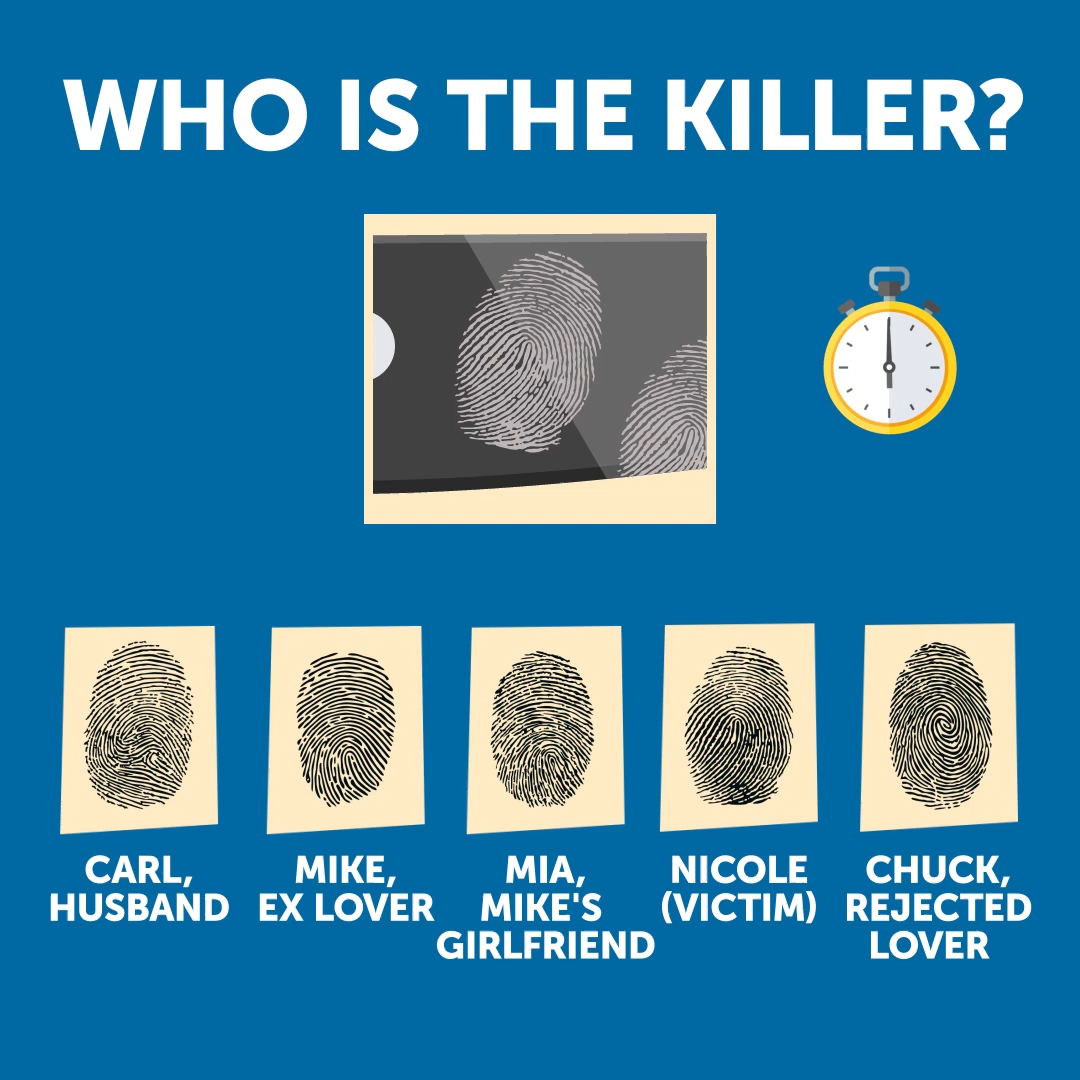 WHO IS THE KILLER?
CARL,
HUSBAND
MIKE,
EX LOVER
MIA,
MIKE'S
GIRLFRIEND
NICOLE
(VICTIM)
CHUCK,
REJECTED
LOVER